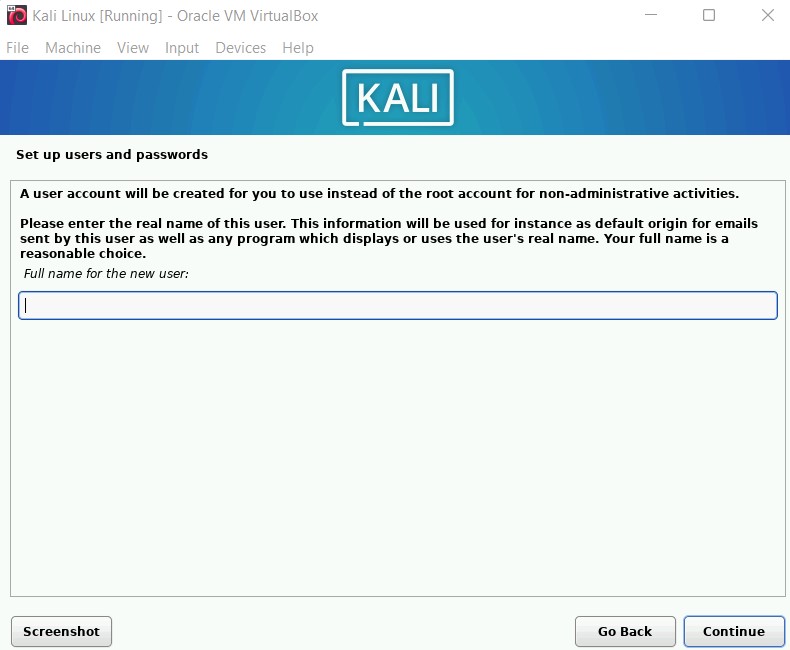 Kali Linux [Running] - Oracle VM VirtualBox
File Machine View Input Devices Help
KALI
Set up users and passwords
A user account will be created for you to use instead of the root account for non-administrative activities.
Please enter the real name of this user. This information will be used for instance as default origin for emails
sent by this user as well as any program which displays or uses the user's real name. Your full name is a
reasonable choice.
Full name for the new user:
Screenshot
Go Back
Continue